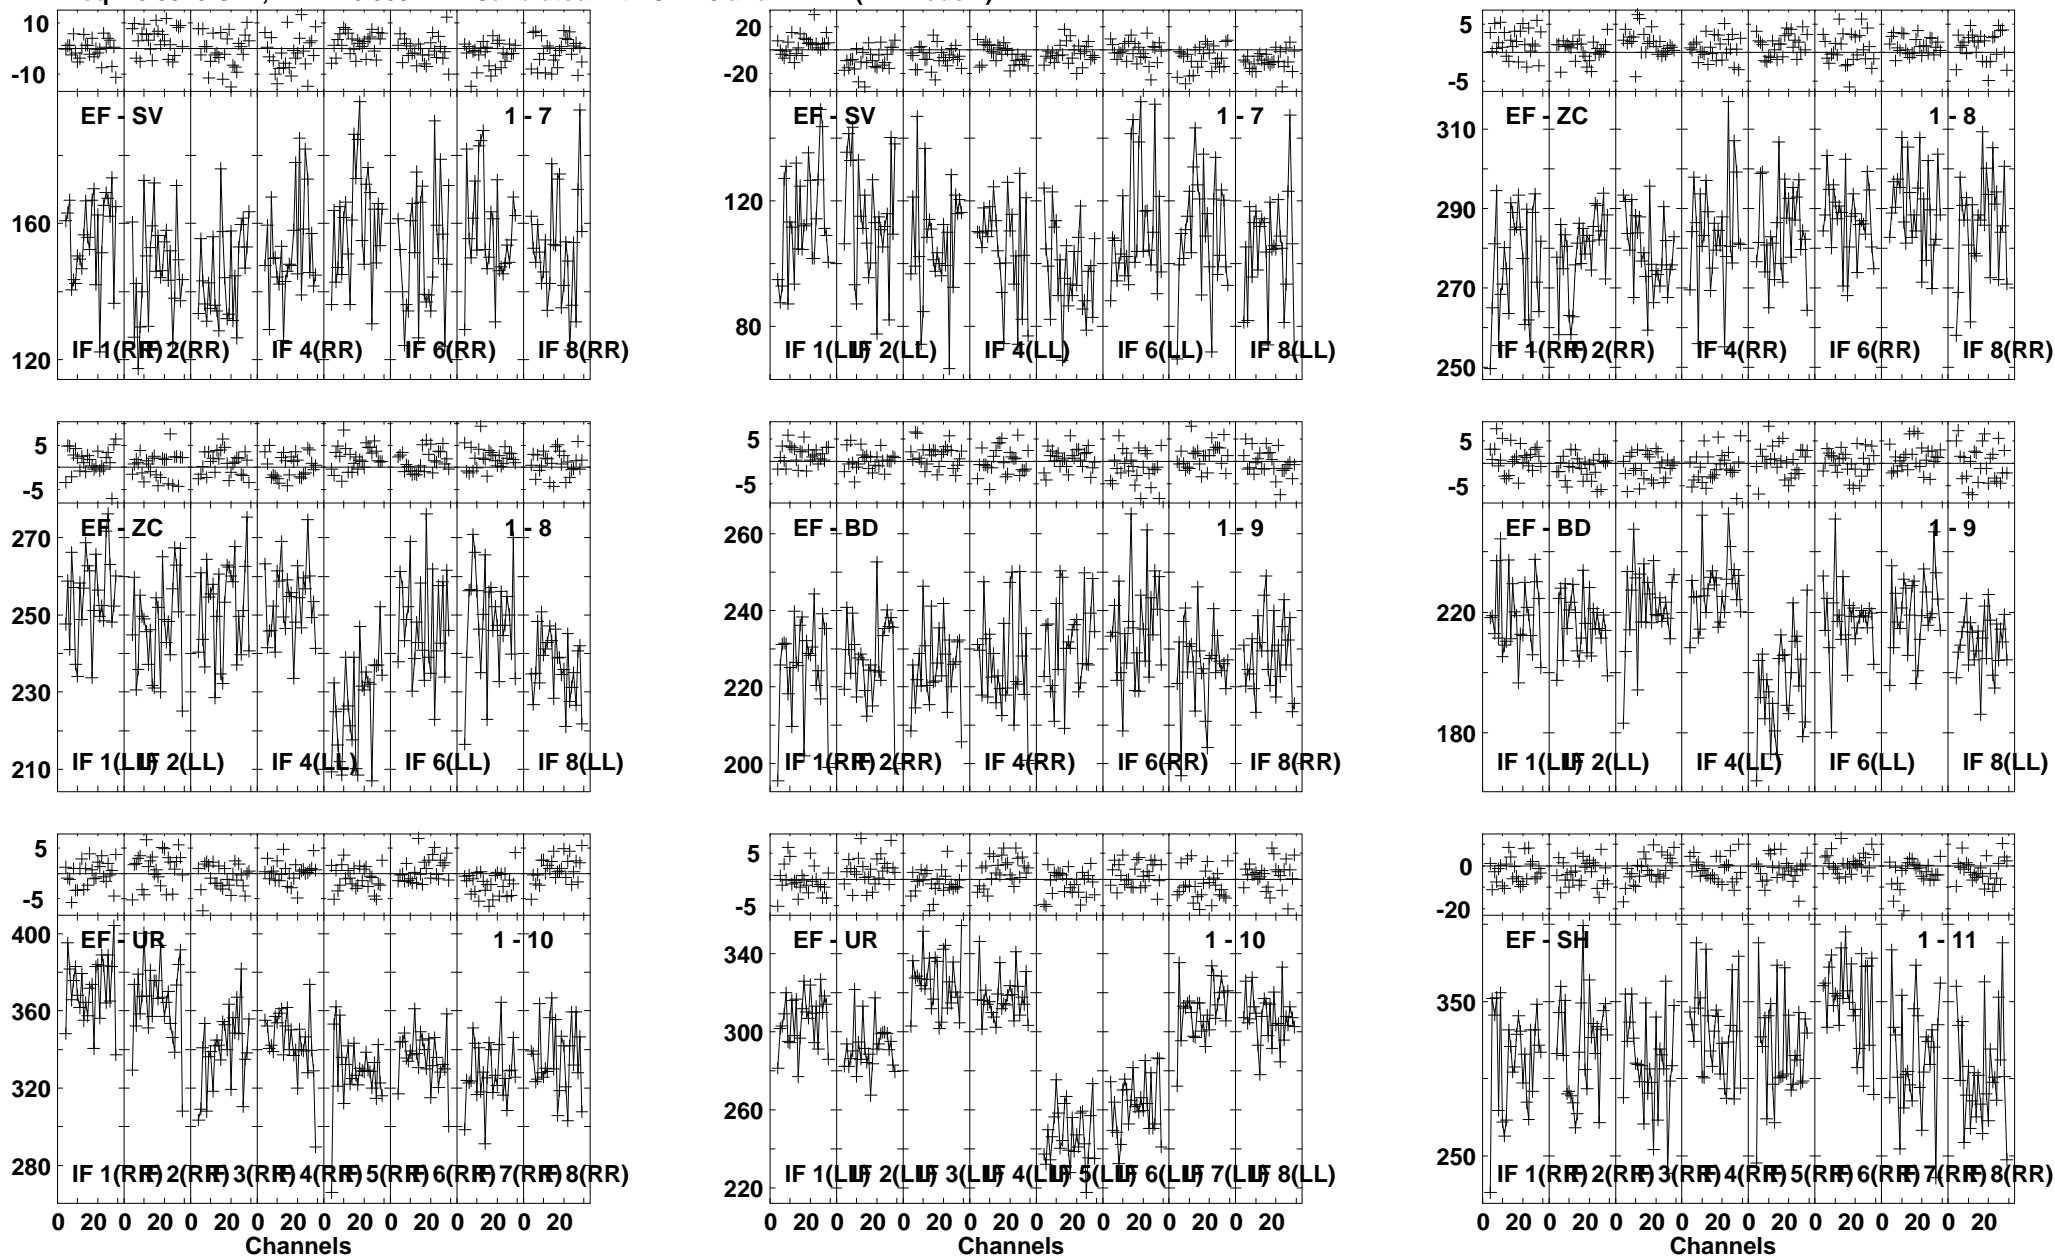 10
-10
EF - SV 1 - 7
160
120
IF 1(RR) IF 2(RR) IF 4(RR) IF 6(RR) IF 8(RR)
20
-20
EF - SV 1 - 7
120
80
IF 1(LL) IF 2(LL) IF 4(LL) IF 6(LL) IF 8(LL)
5
-5
EF - ZC 1 - 8
310
290
270
250
IF 1(RR) IF 2(RR) IF 4(RR) IF 6(RR) IF 8(RR)
5
-5
EF - ZC 1 - 8
270
250
230
210
IF 1(LL) IF 2(LL) IF 4(LL) IF 6(LL) IF 8(LL)
5
-5
EF - BD 1 - 9
260
240
220
200
IF 1(RR) IF 2(RR) IF 4(RR) IF 6(RR) IF 8(RR)
5
-5
EF - BD 1 - 9
220
180
IF 1(LL) IF 2(LL) IF 4(LL) IF 6(LL) IF 8(LL)
5
-5
EF - UR 1 - 10
400
360
320
280
IF 1(RR) IF 2(RR) IF 3(RR) IF 4(RR) IF 5(RR) IF 6(RR) IF 7(RR) IF 8(RR)
0 20 0 20 0 20 0 20 0 20 0 20 0 20 0 20
Channels
5
-5
EF - UR 1 - 10
340
300
260
220
IF 1(LL) IF 2(LL) IF 3(LL) IF 4(LL) IF 5(LL) IF 6(LL) IF 7(LL) IF 8(LL)
0 20 0 20 0 20 0 20 0 20 0 20 0 20 0 20
Channels
0
-20
EF - SH 1 - 11
350
250
IF 1(RR) IF 2(RR) IF 3(RR) IF 4(RR) IF 5(RR) IF 6(RR) IF 7(RR) IF 8(RR)
0 20 0 20 0 20 0 20 0 20 0 20 0 20 0 20
Channels